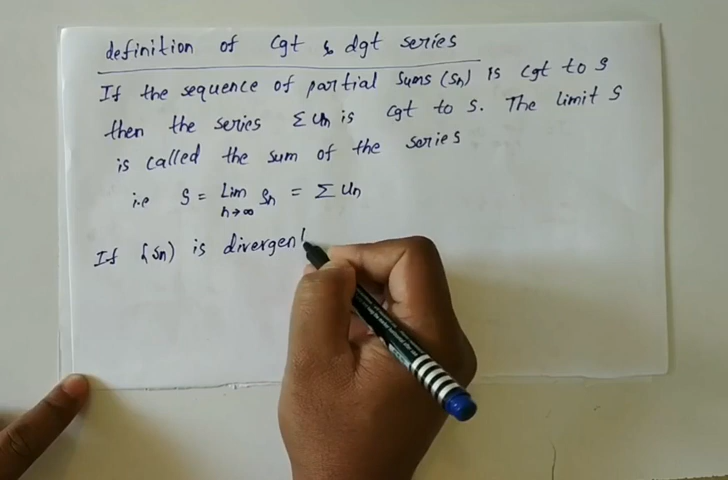 definition of Cgt & dgt series
If the sequence of partial sums (Sn) is cgt to S
then the series Σ Un is cgt to S. The limit S
is called the sum of the series
i.e S = Lim n→∞ Sn = Σ Un
If (Sn) is divergent